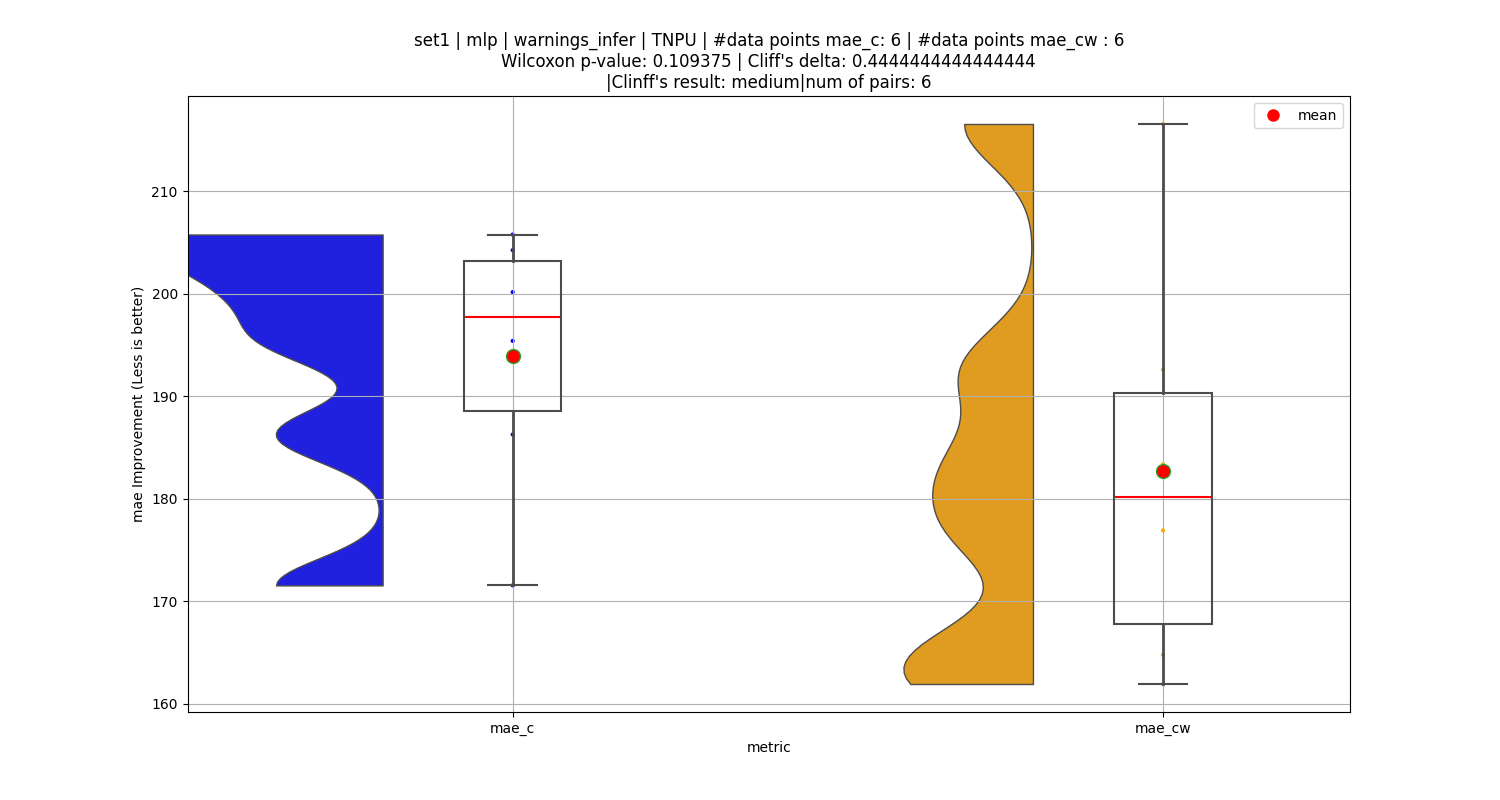 set1 | mlp | warnings_infer | TNPU | #data points mae_c: 6 | #data points mae_cw : 6
Wilcoxon p-value: 0.109375 | Cliff's delta: 0.4444444444444444
|Clinff's result: medium|num of pairs: 6
mean
mae Improvement (Less is better)
210
200
190
180
170
160
mae_c
mae_cw
metric